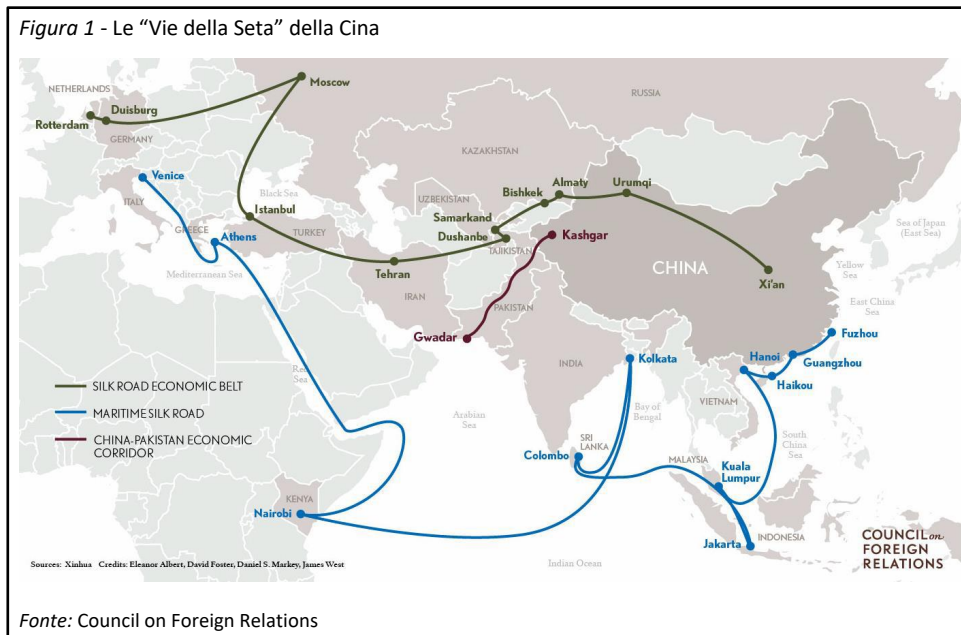 Figura 1 - Le “Vie della Seta” della Cina
NETHERLANDS
Rotterdam
Duisburg
GERMANY
Moscow
RUSSIA
Venice
ITALY
GREECE
Athens
Black Sea
Istanbul
TURKEY
Mediterranean Sea
KAZAKHSTAN
UZBEKISTAN
Bishkek
Almaty
Urumqi
Samarkand
Dushanbe
TAJIKISTAN
Kashgar
Tehran
IRAN
PAKISTAN
Gwadar
CHINA
Xi’an
Sea of Japan
(East Sea)
Yellow
Sea
East China
Sea
Fuzhou
Guangzhou
Hanoi
Haikou
INDIA
Kolkata
Red
Sea
Arabian
Sea
Bay of
Bengal
VIETNAM
South
China Sea
SRI
LANKA
Colombo
MALAYSIA
Kuala
Lumpur
INDONESIA
Jakarta
KENYA
Nairobi
Indian Ocean
SILK ROAD ECONOMIC BELT
MARITIME SILK ROAD
CHINA-PAKISTAN ECONOMIC
CORRIDOR
COUNCIL on
FOREIGN
RELATIONS
Sources: Xinhua Credits: Eleanor Albert, David Foster, Daniel S. Markey, James West
Fonte: Council on Foreign Relations